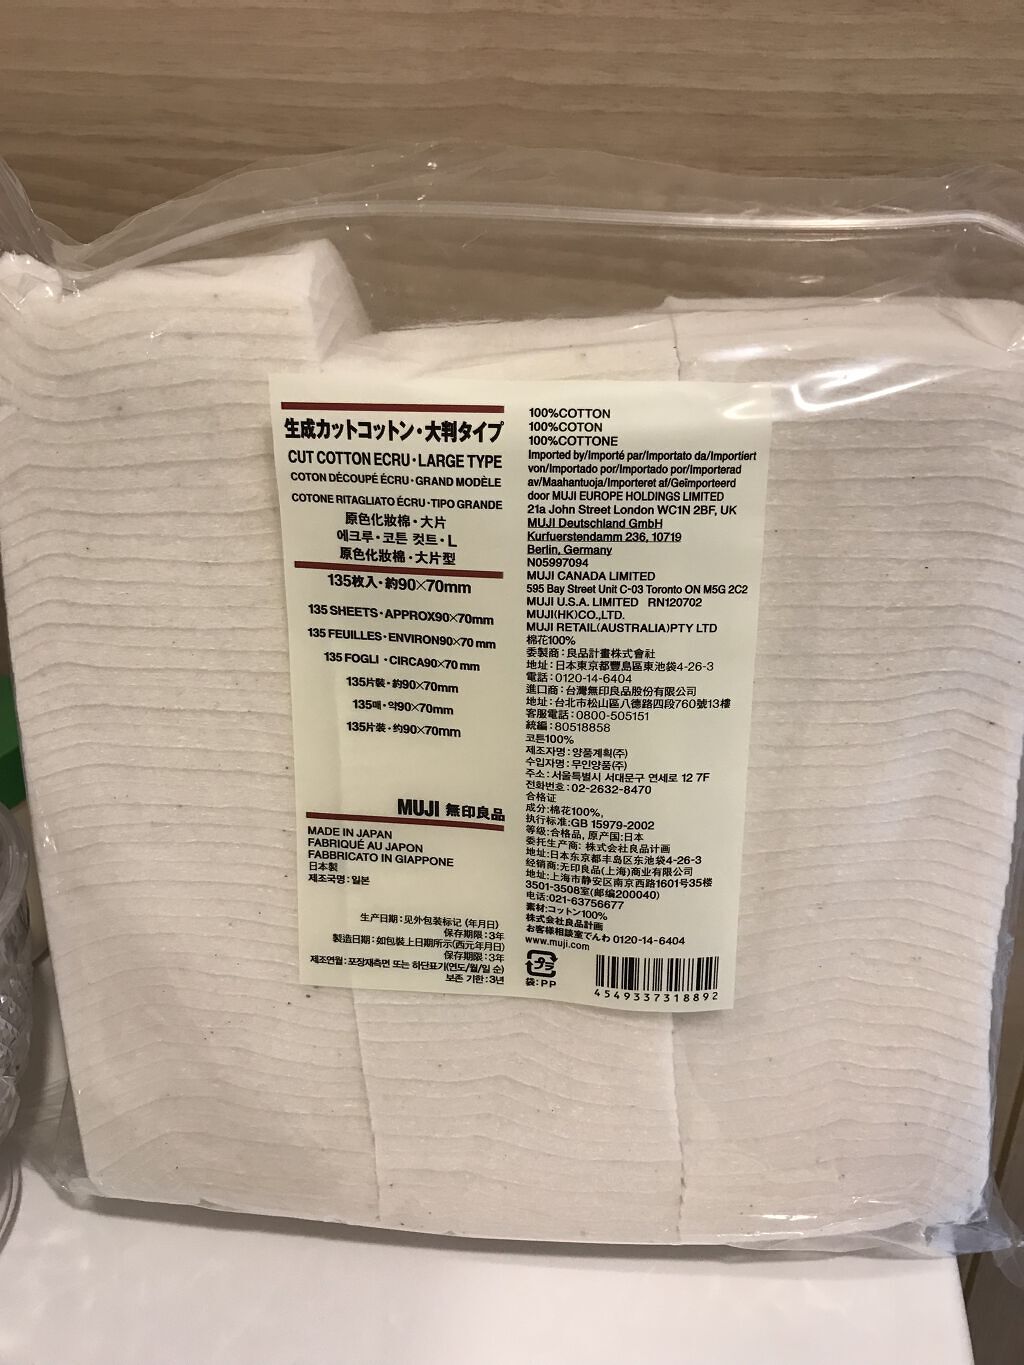 生成カットコットン・大判タイプ
CUT COTTON ECRU・LARGE TYPE
COTON DÉCOUPÉ ÉCRU・GRAND MODÈLE
COTONE RITAGLIATO ÉCRU・TIPO GRANDE
原色化妝棉・大片
에크루・코튼 컷트・L
原色化妝棉・大片型
135枚入・約90×70mm
135 SHEETS・APPROX90×70mm
135 FEUILLES・ENVIRON90×70 mm
135 FOGLI ・CIRCA90×70 mm
135片裝・約90×70mm
135매・약90×70mm
135片装・约90×70mm
MUJI 無印良品
MADE IN JAPAN
FABRIQUÉ AU JAPON
FABBRICATO IN GIAPPONE
日本製
제조국명 : 일본
生产日期：见外包装标记 (年月日)
保存期限：3年
製造日期：如包裝上日期所示(西元年月日)
保存期限：3年
제조연월 : 포장재측면 또는 하단표기(연도/월/일 순)
보존 기한 : 3년
100%COTTON
100%COTON
100%COTTONE
Imported by/Importé par/Importato da/Importiert
von/Importado por/Importado por/Importerad
av/Maahantuoja/Importeret af/Geïmporteerd
door MUJI EUROPE HOLDINGS LIMITED
21a John Street London WC1N 2BF, UK
MUJI Deutschland GmbH
Kurfuerstendamm 236, 10719
Berlin, Germany
N05997094
MUJI CANADA LIMITED
595 Bay Street Unit C-03 Toronto ON M5G 2C2
MUJI U.S.A. LIMITED RN120702
MUJI(HK)CO.,LTD.
MUJI RETAIL(AUSTRALIA)PTY LTD
棉花100%
委製商：良品計畫株式會社
地址：日本東京都豐島區東池袋4-26-3
電話：0120-14-6404
進口商：台灣無印良品股份有限公司
地址：台北市松山區八德路四段760號13樓
客服電話：0800-505151
統編：80518858
코튼100%
제조자명 : 양품계획(주)
수입자명 : 무인양품(주)
주소 : 서울특별시 서대문구 연세로 12 7F
전화번호 : 02-2632-8470
合格证
成分:棉花100%,
执行标准:GB 15979-2002
等级:合格品, 原产国:日本
委托生产商: 株式会社良品计画
地址:日本东京都丰岛区东池袋4-26-3
经销商:无印良品(上海)商业有限公司
地址:上海市静安区南京西路1601号35楼
3501-3508室(邮编200040)
电话:021-63756677
素材:コットン100%
株式会社良品計画
お客様相談室でんわ 0120-14-6404
www.muji.com
プラ
袋：PP
4549337318892